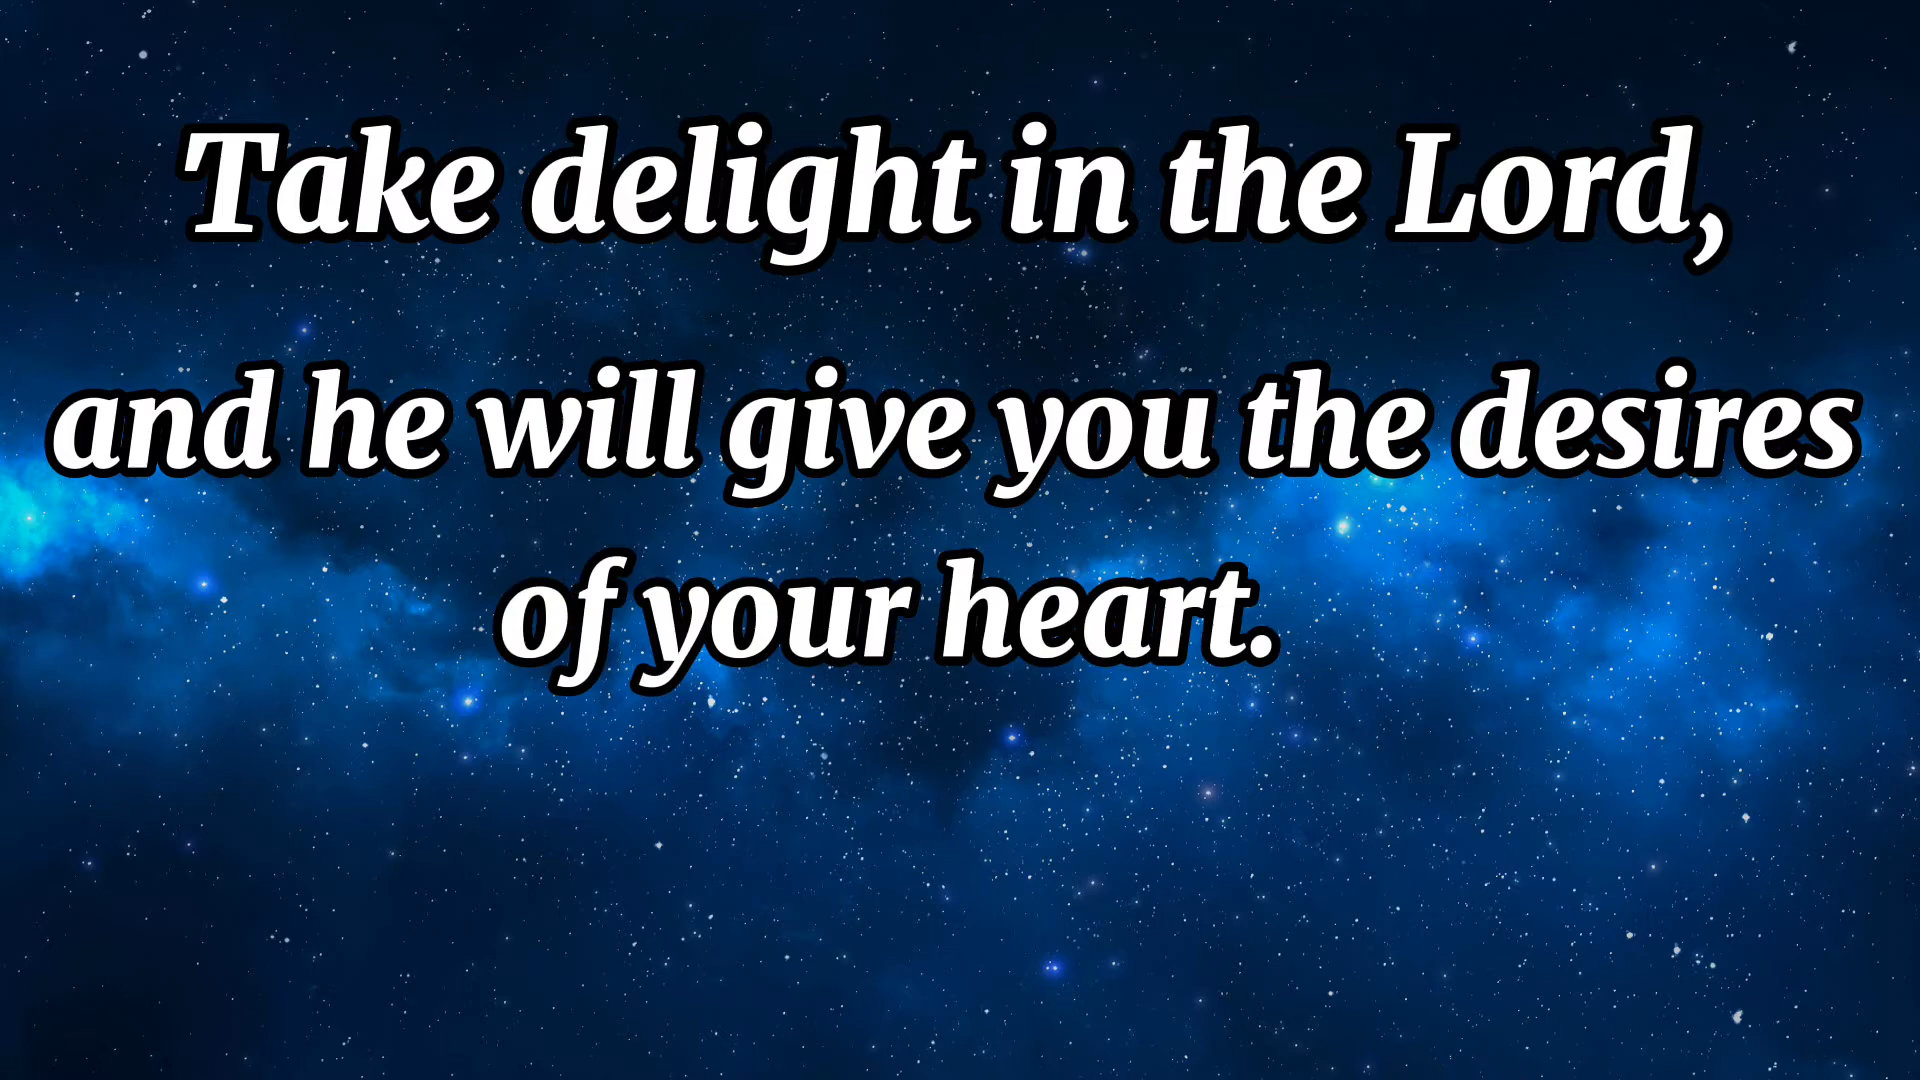 Take delight in the Lord,
and he will give you the desires
of your heart.